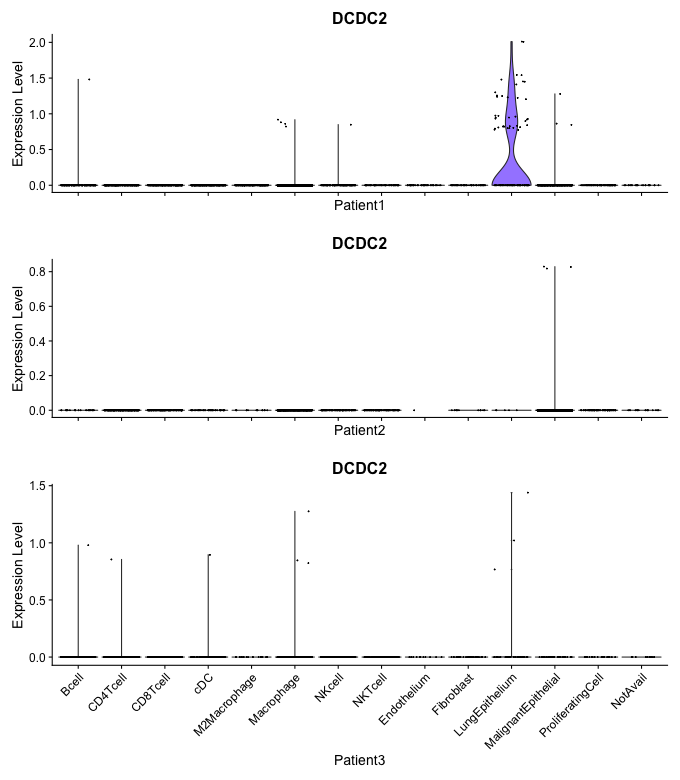 DCDC2
Expression Level
2.0
1.5
1.0
0.5
0.0
Patient1
DCDC2
Expression Level
0.8
0.6
0.4
0.2
0.0
Patient2
DCDC2
Expression Level
1.5
1.0
0.5
0.0
Bcell
CD4Tcell
CD8Tcell
cDC
M2Macrophage
Macrophage
NKcell
NKTcell
Endothelium
Fibroblast
LungEpithelium
MalignantEpithelial
ProliferatingCell
NotAvail
Patient3